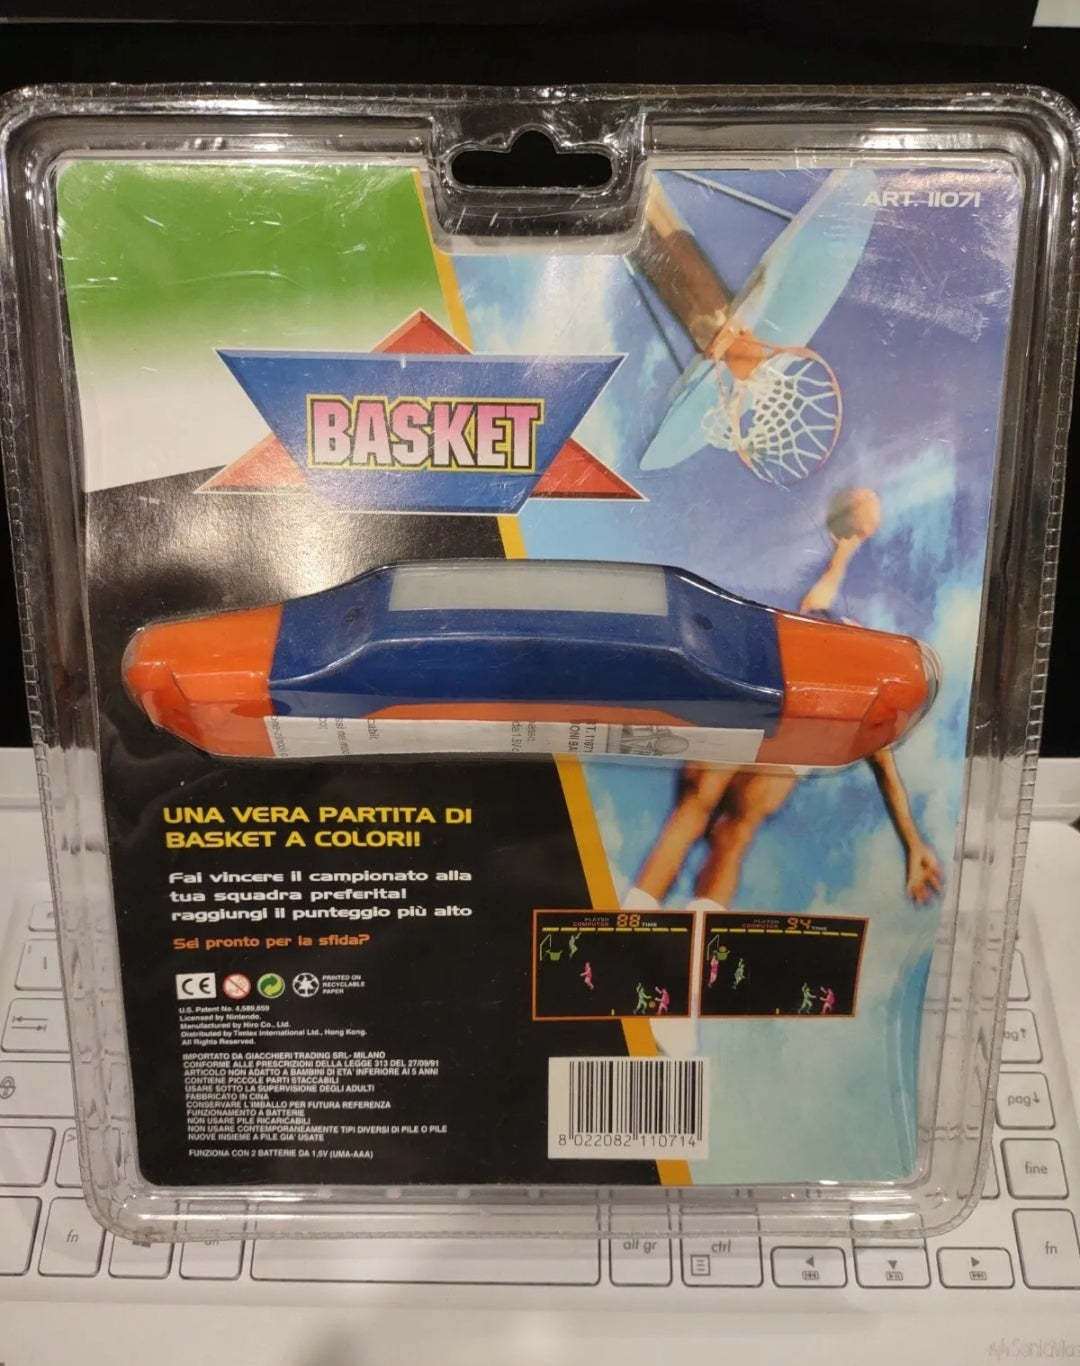 ART. 11071
BASKET
UNA VERA PARTITA DI
BASKET A COLORI!
Fai vincere il campionato alla
tua squadra preferita!
raggiungi il punteggio più alto
Sei pronto per la sfida?
PLAYER
COMPUTER 88 TIME
PLAYER
COMPUTER 94 TIME
CE
PRINTED ON
RECYCLABLE
PAPER
U.S. Patent No. 4,589,659
Licensed by Nintendo.
Manufactured by Hiro Co., Ltd.
Distributed by Timlex International Ltd., Hong Kong.
All Rights Reserved.
IMPORTATO DA GIACCHIERI TRADING SRL- MILANO
CONFORME ALLE PRESCRIZIONI DELLA LEGGE 313 DEL 27/09/91
ARTICOLO NON ADATTO A BAMBINI DI ETA' INFERIORE AI 5 ANNI
CONTIENE PICCOLE PARTI STACCABILI
USARE SOTTO LA SUPERVISIONE DEGLI ADULTI
FABBRICATO IN CINA
CONSERVARE L'IMBALLO PER FUTURA REFERENZA
FUNZIONAMENTO A BATTERIE
NON USARE PILE RICARICABILI
NON USARE CONTEMPORANEAMENTE TIPI DIVERSI DI PILE O PILE
NUOVE INSIEME A PILE GIA' USATE
FUNZIONA CON 2 BATTERIE DA 1,5V (UMA-AAA)
8 022082 110714
pag↓
fine
fn
alt gr
ctrl
fn